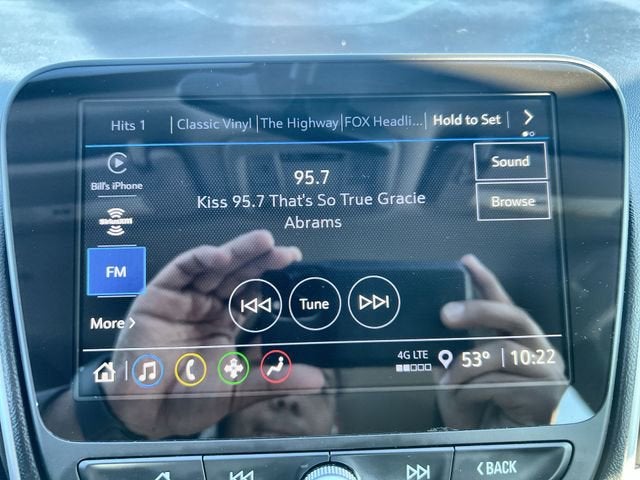 Hits 1 Classic Vinyl The Highway FOX Headli... Hold to Set
Bill's iPhone
SiriusXM
FM
More
95.7
Kiss 95.7 That's So True Gracie
Abrams
Sound
Browse
Tune
4G LTE 53° 10:22
BACK